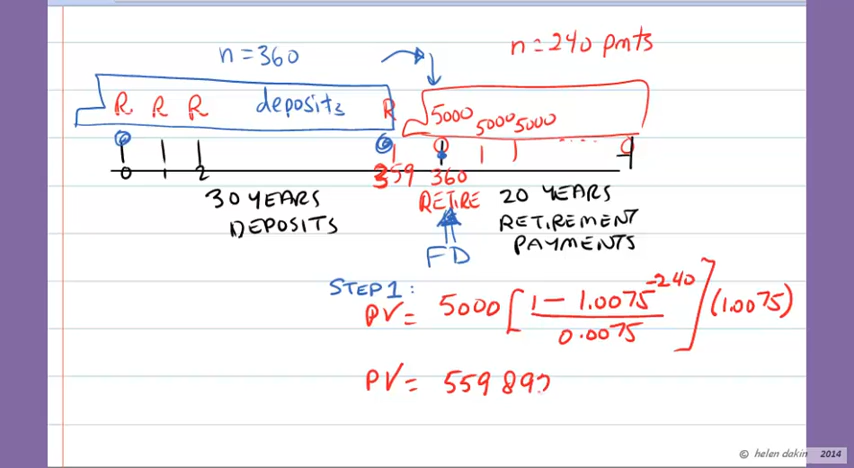 n=360
n=240 pmts
R R R deposits R
5000 5000 5000 ....
0 1 2 359 360
30 YEARS
DEPOSITS
RETIRE
20 YEARS
RETIREMENT
PAYMENTS
FD
STEP 1:
PV= 5000 [1-1.0075^-240 / 0.0075] (1.0075)
PV= 559 89
© helen dakin 2014